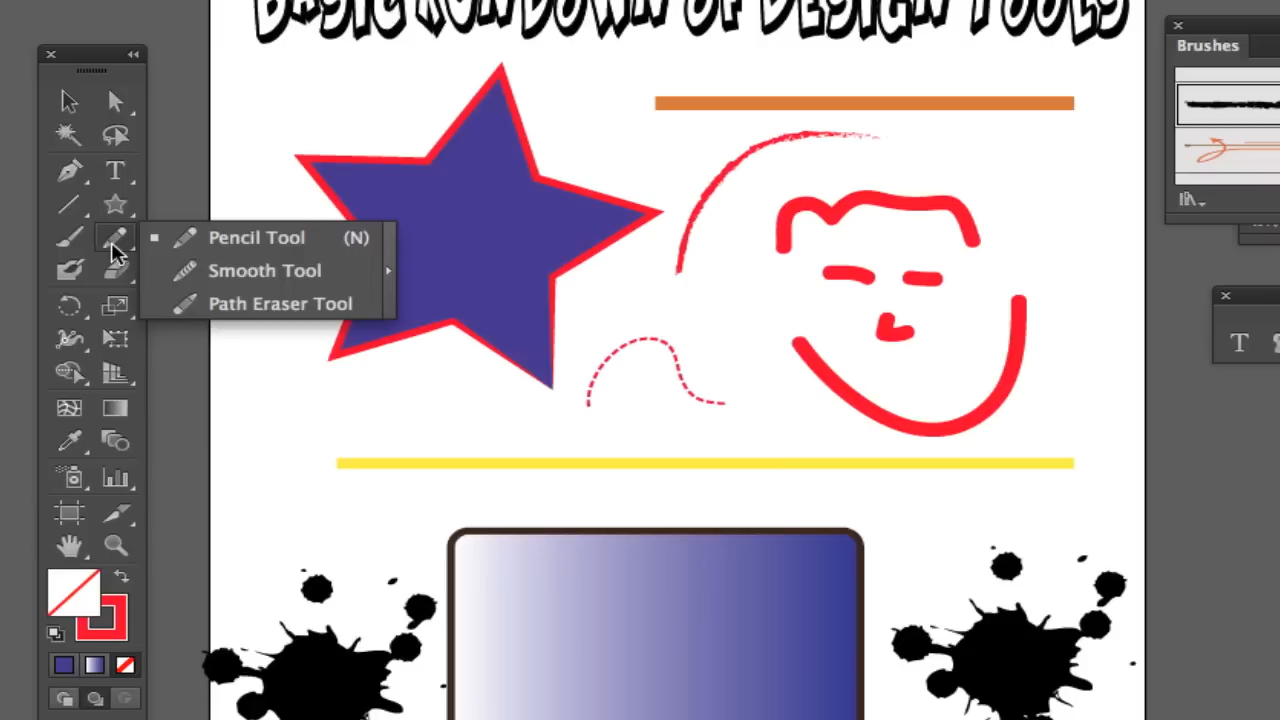 BASIC RUNDOWN OF DESIGN TOOLS
Brushes
Pencil Tool (N)
Smooth Tool
Path Eraser Tool